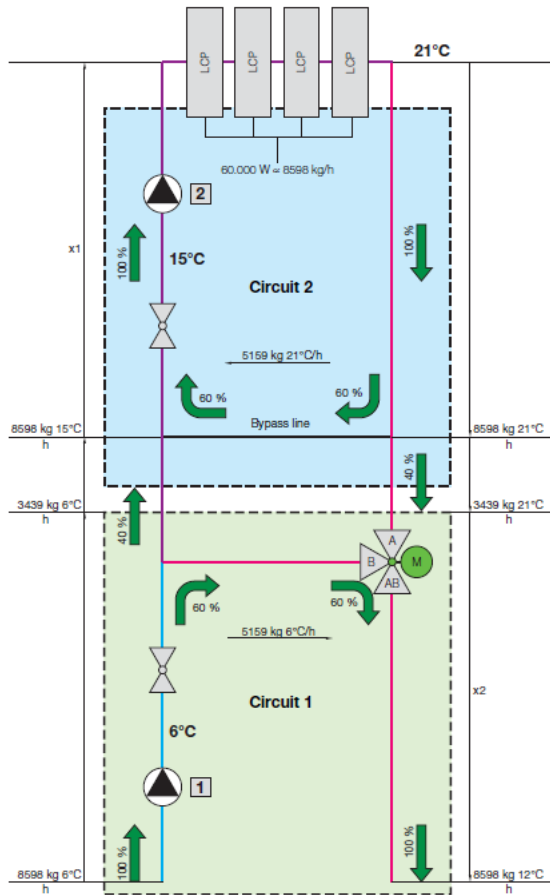 21°C
LCP
LCP
LCP
LCP
60.000 W ≃ 8598 kg/h
2
x1
100 %
15°C
100 %
Circuit 2
5159 kg 21°C/h
60 %
60 %
Bypass line
8598 kg 15°C
h
8598 kg 21°C
h
40 %
3439 kg 6°C
h
3439 kg 21°C
h
40 %
A
B
M
AB
60 %
60 %
5159 kg 6°C/h
Circuit 1
x2
6°C
1
100 %
100 %
8598 kg 6°C
h
8598 kg 12°C
h